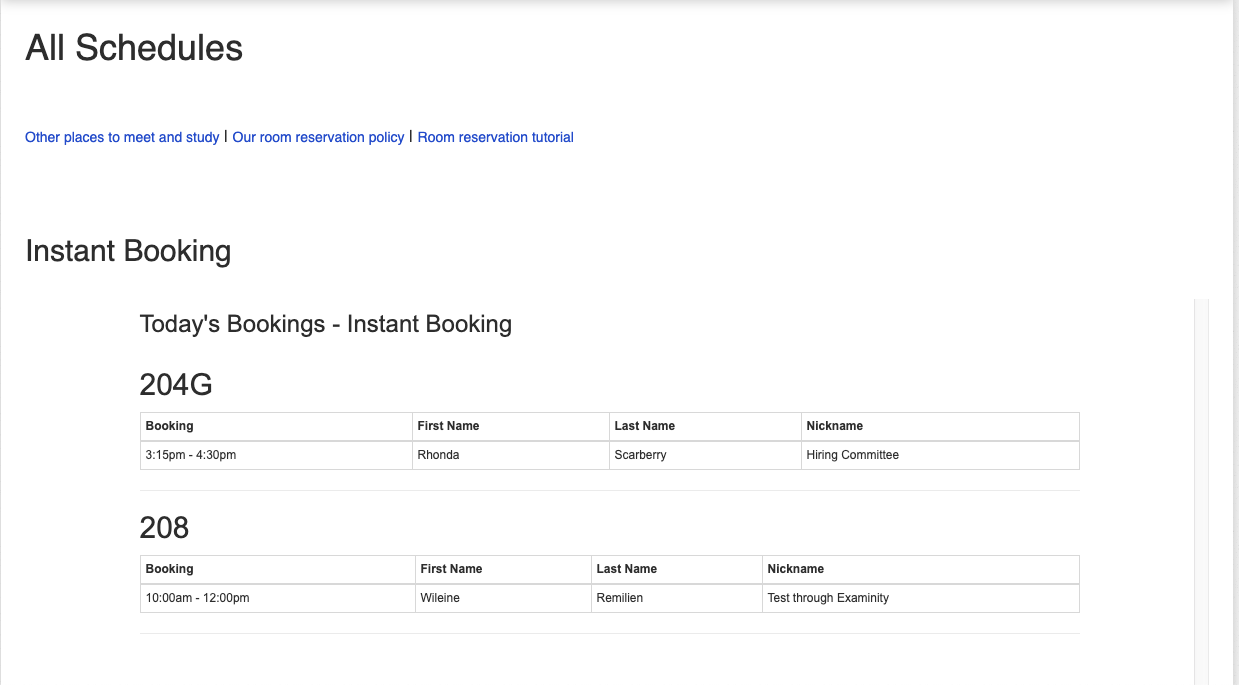 All Schedules
Other places to meet and study | Our room reservation policy | Room reservation tutorial
Instant Booking
Today's Bookings - Instant Booking
204G
Booking First Name Last Name Nickname
3:15pm - 4:30pm Rhonda Scarberry Hiring Committee
208
Booking First Name Last Name Nickname
10:00am - 12:00pm Wileine Remilien Test through Examinity